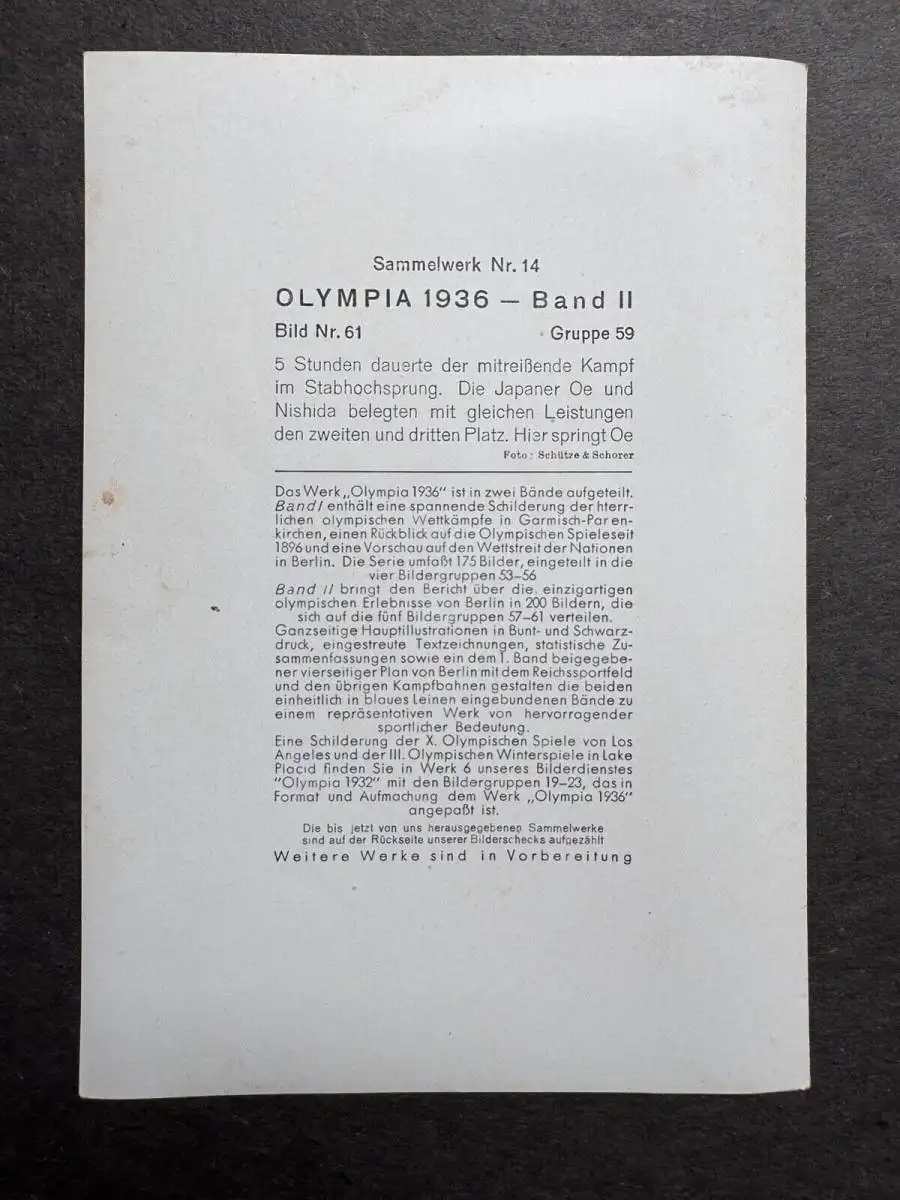 Sammelwerk Nr. 14
OLYMPIA 1936 — Band II
Bild Nr. 61 Gruppe 59
5 Stunden dauerte der mitreißende Kampf
im Stabhochsprung. Die Japaner Oe und
Nishida belegten mit gleichen Leistungen
den zweiten und dritten Platz. Hier springt Oe
Foto: Schütze & Schorer
Das Werk „Olympia 1936“ ist in zwei Bände aufgeteilt.
Band I enthält eine spannende Schilderung der hterr-
lichen olympischen Wettkämpfe in Garmisch-Par en-
kirchen, einen Rückblick auf die Olympischen Spiele seit
1896 und eine Vorschau auf den Wettstreit der Nationen
in Berlin. Die Serie umfaßt 175 Bilder, eingeteilt in die
vier Bildergruppen 53–56
Band II bringt den Bericht über die einzigartigen
olympischen Erlebnisse von Berlin in 200 Bildern, die
sich auf die fünf Bildergruppen 57–61 verteilen.
Ganzseitige Hauptillustrationen in Bunt- und Schwarz-
druck, eingestreute Textzeichnungen, statistische Zu-
sammenfassungen sowie ein dem I. Band beigegebe-
ner vierseitiger Plan von Berlin mit dem Reichssportfeld
und den übrigen Kampfbahnen gestalten die beiden
einheitlich in blaues Leinen eingebundenen Bände zu
einem repräsentativen Werk von hervorragender
sportlicher Bedeutung.
Eine Schilderung der X. Olympischen Spiele von Los
Angeles und der III. Olympischen Winterspiele in Lake
Placid finden Sie in Werk 6 unseres Bilderdienstes
"Olympia 1932" mit den Bildergruppen 19–23, das in
Format und Aufmachung dem Werk „Olympia 1936“
angepaßt ist.
Die bis jetzt von uns herausgegebenen Sammelwerke
sind auf der Rückseite unserer Bilderschecks aufgezählt
Weitere Werke sind in Vorbereitung